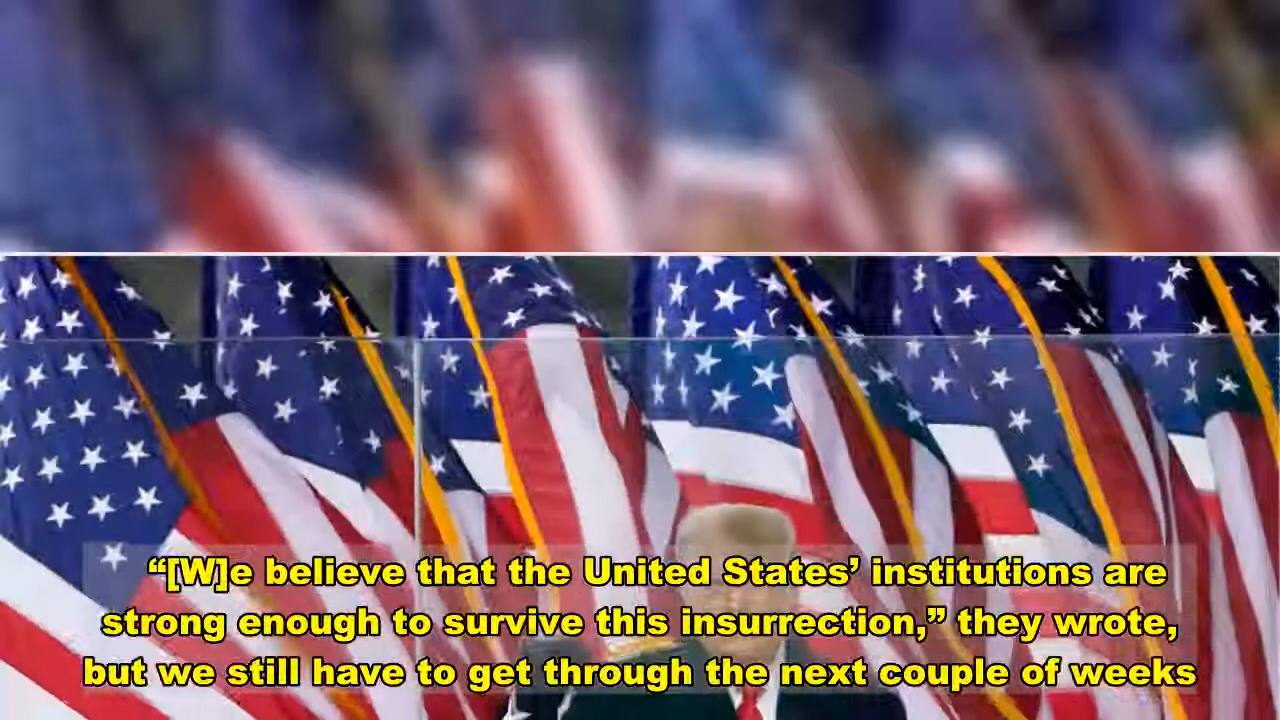 “[W]e believe that the United States’ institutions are
strong enough to survive this insurrection,” they wrote,
but we still have to get through the next couple of weeks